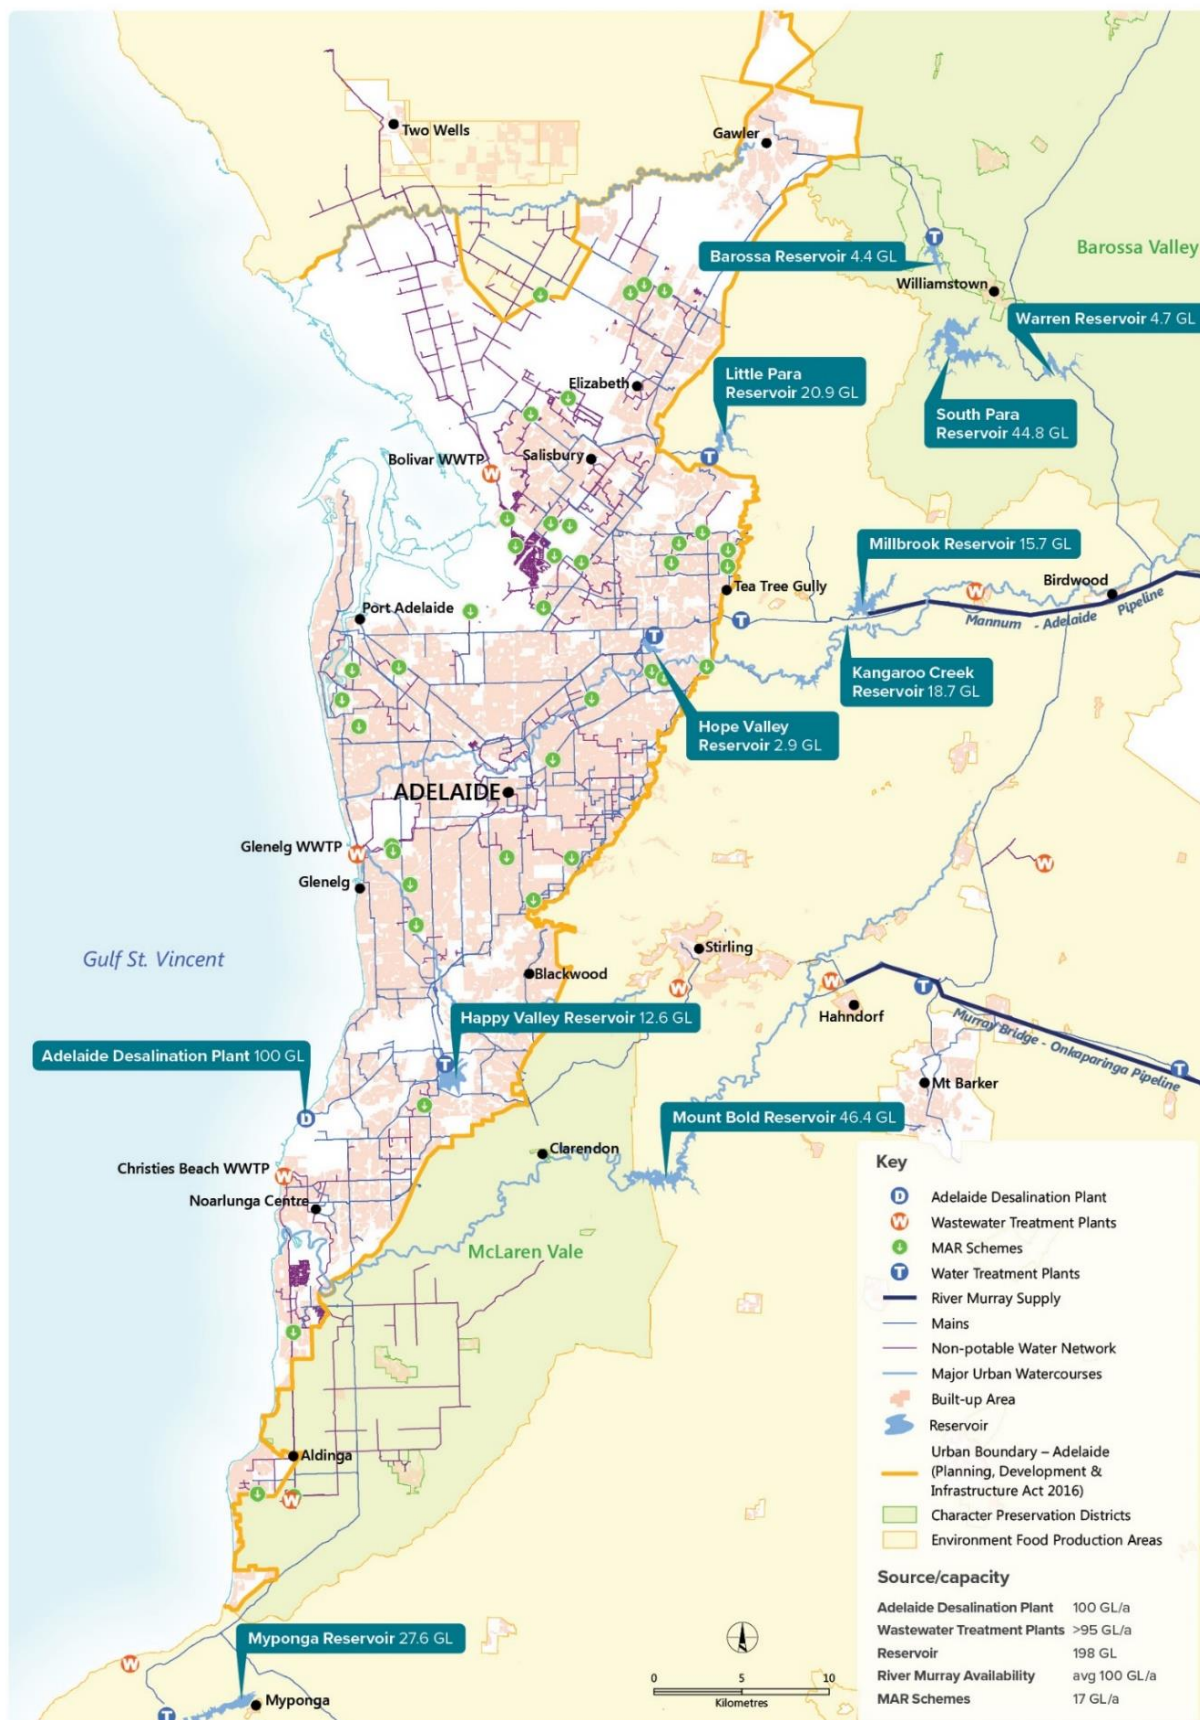 Two Wells
Gawler
Barossa Valley
Barossa Reservoir 4.4 GL
Williamstown
Warren Reservoir 4.7 GL
Little Para
Reservoir 20.9 GL
Elizabeth
South Para
Reservoir 44.8 GL
Bolivar WWTP
Salisbury
Millbrook Reservoir 15.7 GL
Birdwood
Tea Tree Gully
Port Adelaide
Mannum - Adelaide Pipeline
Kangaroo Creek
Reservoir 18.7 GL
Hope Valley
Reservoir 2.9 GL
ADELAIDE
Glenelg WWTP
Glenelg
Gulf St. Vincent
Stirling
Blackwood
Hahndorf
Happy Valley Reservoir 12.6 GL
Murray Bridge - Onkaparinga Pipeline
Adelaide Desalination Plant 100 GL
Mt Barker
D
Mount Bold Reservoir 46.4 GL
Clarendon
Christies Beach WWTP
Noarlunga Centre
McLaren Vale
Aldinga
Myponga Reservoir 27.6 GL
Myponga
0 5 10
Kilometres
Key
D Adelaide Desalination Plant
W Wastewater Treatment Plants
MAR Schemes
T Water Treatment Plants
River Murray Supply
Mains
Non-potable Water Network
Major Urban Watercourses
Built-up Area
Reservoir
Urban Boundary – Adelaide
(Planning, Development &
Infrastructure Act 2016)
Character Preservation Districts
Environment Food Production Areas
Source/capacity
Adelaide Desalination Plant 100 GL/a
Wastewater Treatment Plants >95 GL/a
Reservoir 198 GL
River Murray Availability avg 100 GL/a
MAR Schemes 17 GL/a